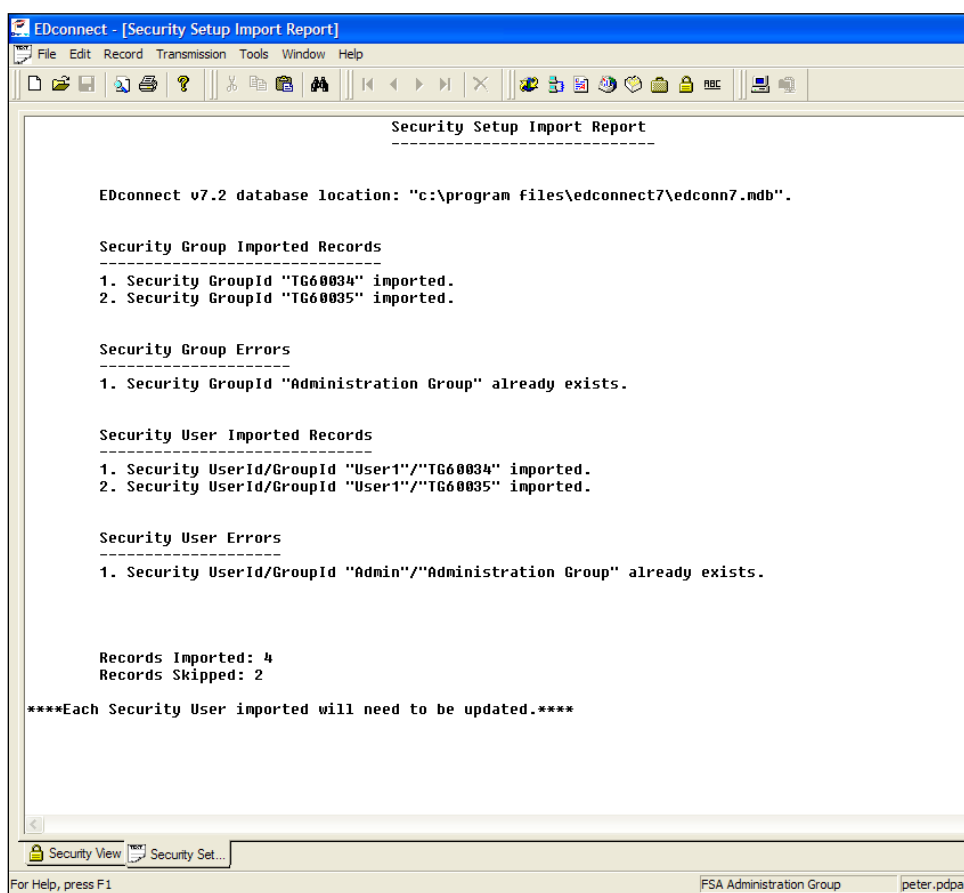 EDconnect - [Security Setup Import Report]
File Edit Record Transmission Tools Window Help
ABC
Security Setup Import Report
-----------------------------
EDconnect v7.2 database location: "c:\program files\edconnect7\edconn7.mdb".
Security Group Imported Records
-------------------------------
1. Security GroupId "TG60034" imported.
2. Security GroupId "TG60035" imported.
Security Group Errors
---------------------
1. Security GroupId "Administration Group" already exists.
Security User Imported Records
------------------------------
1. Security UserId/GroupId "User1"/"TG60034" imported.
2. Security UserId/GroupId "User1"/"TG60035" imported.
Security User Errors
--------------------
1. Security UserId/GroupId "Admin"/"Administration Group" already exists.
Records Imported: 4
Records Skipped: 2
****Each Security User imported will need to be updated.****
Security View Security Set...
For Help, press F1 FSA Administration Group peter.pdpa